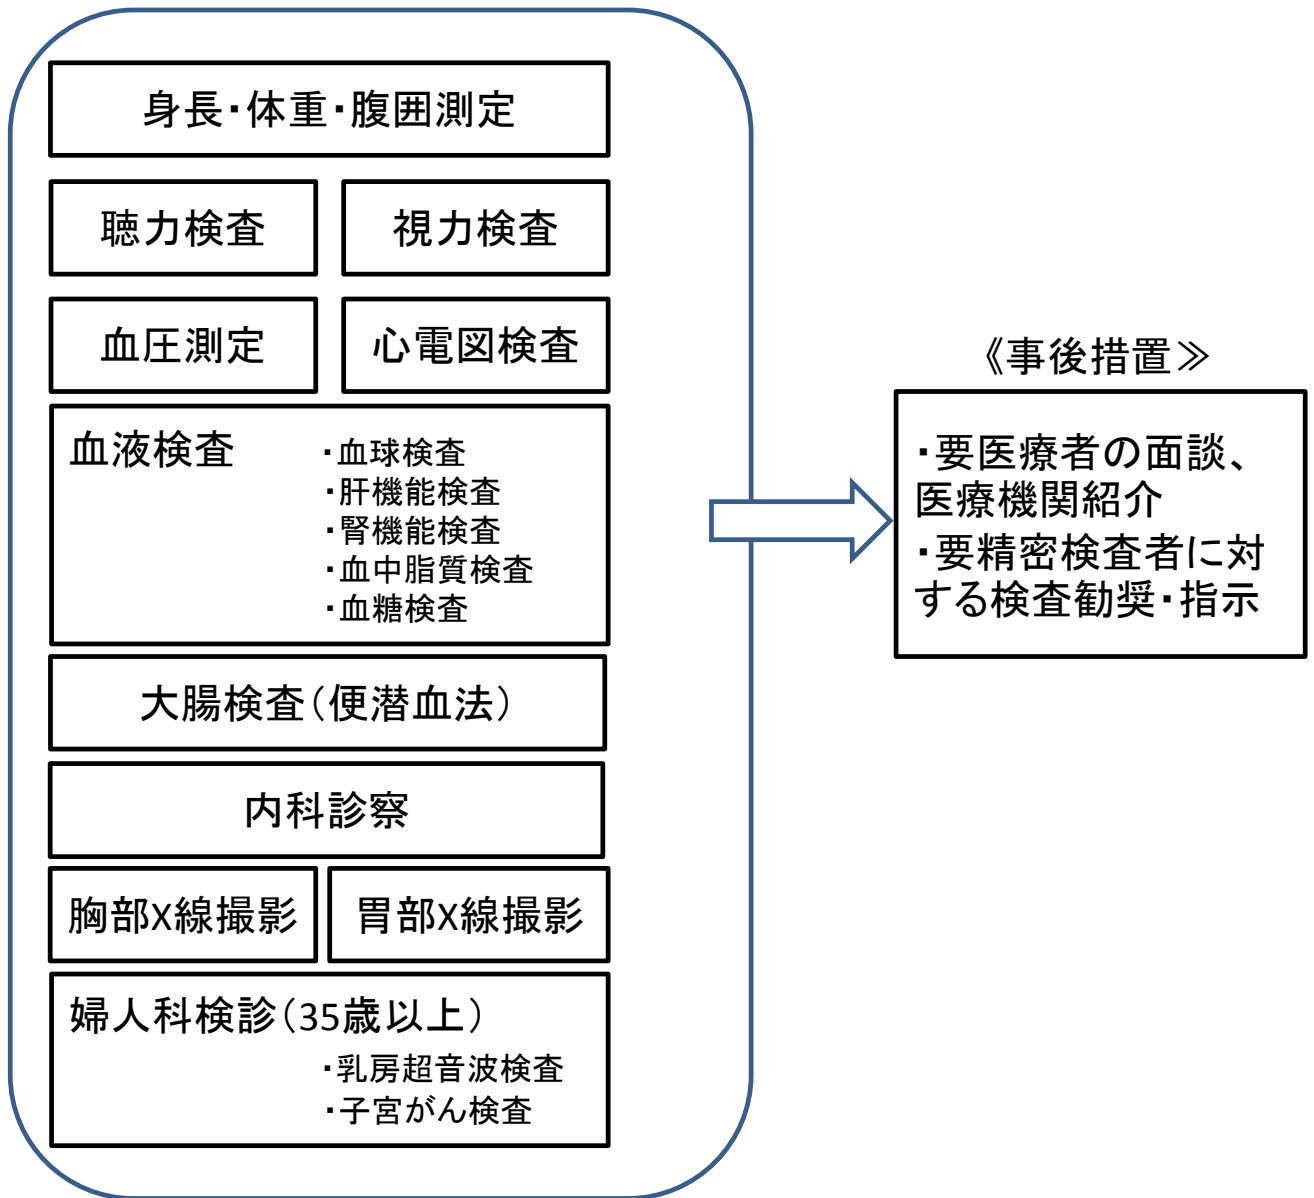 身長・体重・腹囲測定
聴力検査
視力検査
血圧測定
心電図検査
血液検査
・血球検査
・肝機能検査
・腎機能検査
・血中脂質検査
・血糖検査
大腸検査（便潜血法）
内科診察
胸部X線撮影
胃部X線撮影
婦人科検診（35歳以上）
・乳房超音波検査
・子宮がん検査
《事後措置≫
・要医療者の面談、
医療機関紹介
・要精密検査者に対
する検査勧奨・指示